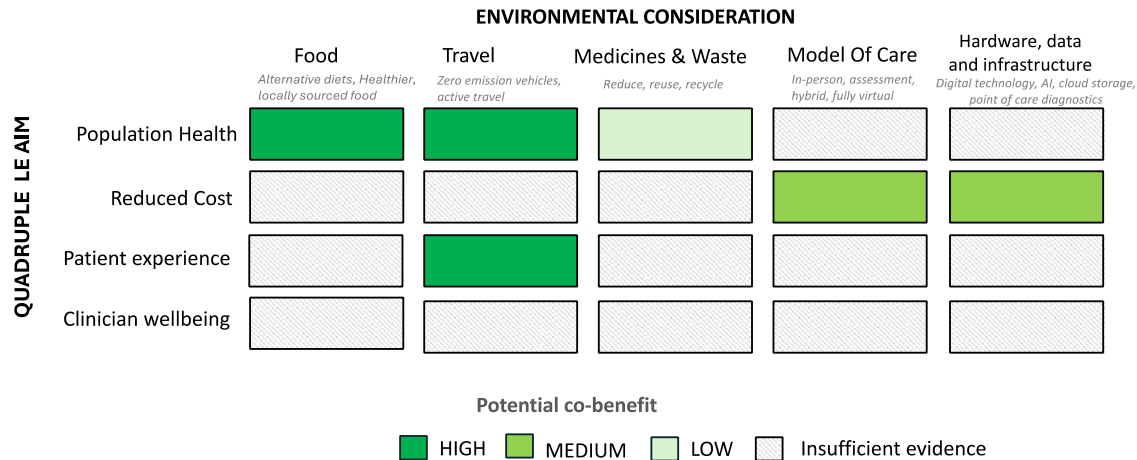 ENVIRONMENTAL CONSIDERATION
Food
Alternative diets, Healthier,
locally sourced food
Travel
Zero emission vehicles,
active travel
Medicines & Waste
Reduce, reuse, recycle
Model Of Care
In-person, assessment,
hybrid, fully virtual
Hardware, data
and infrastructure
Digital technology, AI, cloud storage,
point of care diagnostics
QUADRUPLE LE AIM
Population Health
Reduced Cost
Patient experience
Clinician wellbeing
Potential co-benefit
HIGH
MEDIUM
LOW
Insufficient evidence